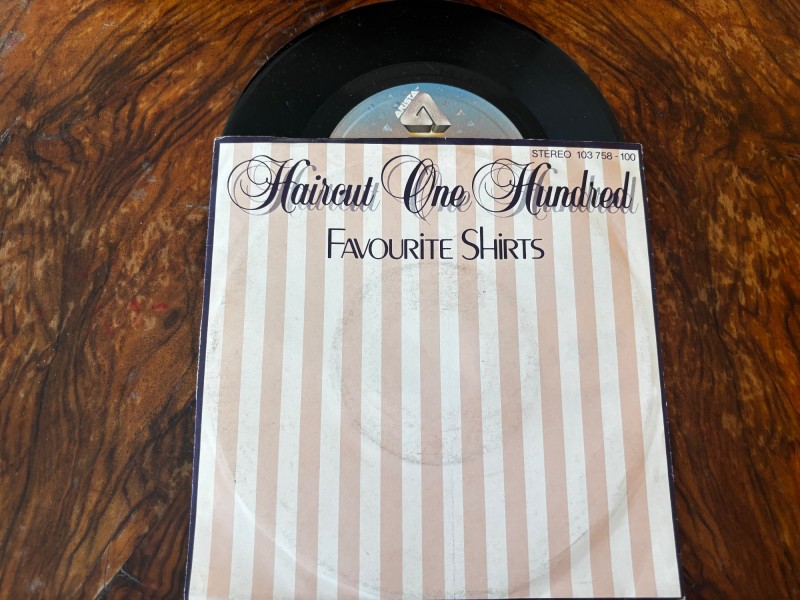 ARISTA
STEREO 103 758-100
Haircut One Hundred
FAVOURITE SHIRTS